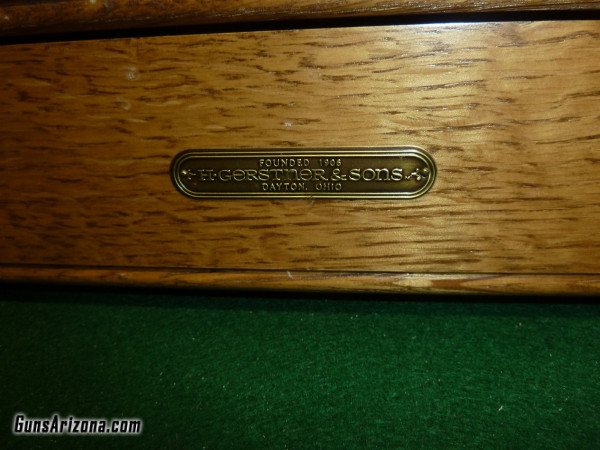 FOUNDED 1906
H. GERSTNER & SONS
DAYTON, OHIO
GunsArizona.com